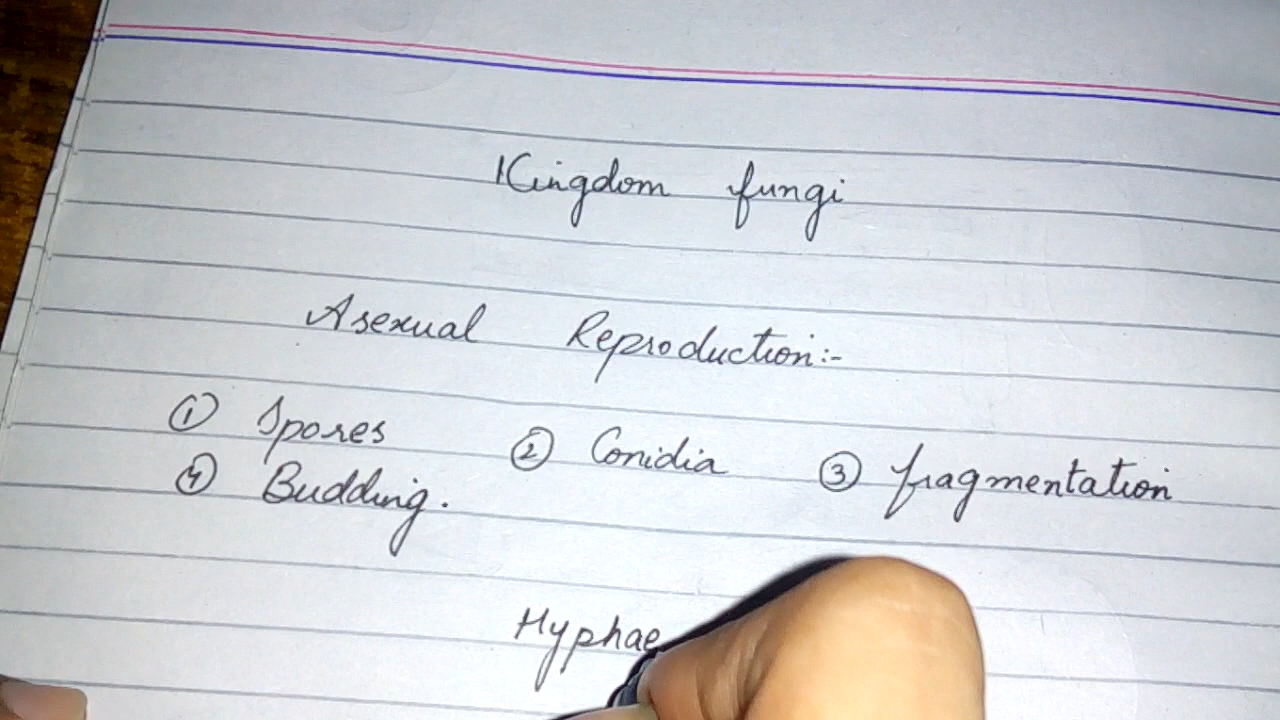 Kingdom fungi
Asexual Reproduction:-
① Spores ② Conidia ③ fragmentation
④ Budding.
Hyphae